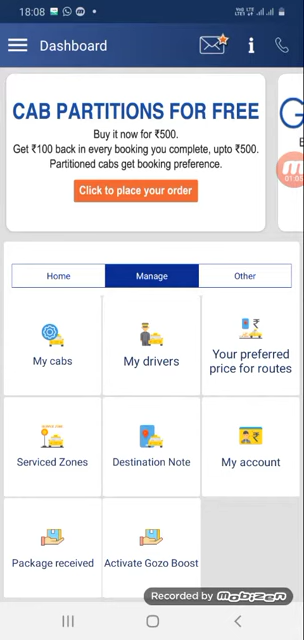 18:08
Dashboard
CAB PARTITIONS FOR FREE
Buy it now for ₹500.
Get ₹100 back in every booking you complete, upto ₹500.
Partitioned cabs get booking preference.
Click to place your order
Home
Manage
Other
My cabs
My drivers
Your preferred
price for routes
Serviced Zones
Destination Note
My account
Package received
Activate Gozo Boost
Recorded by mobizen